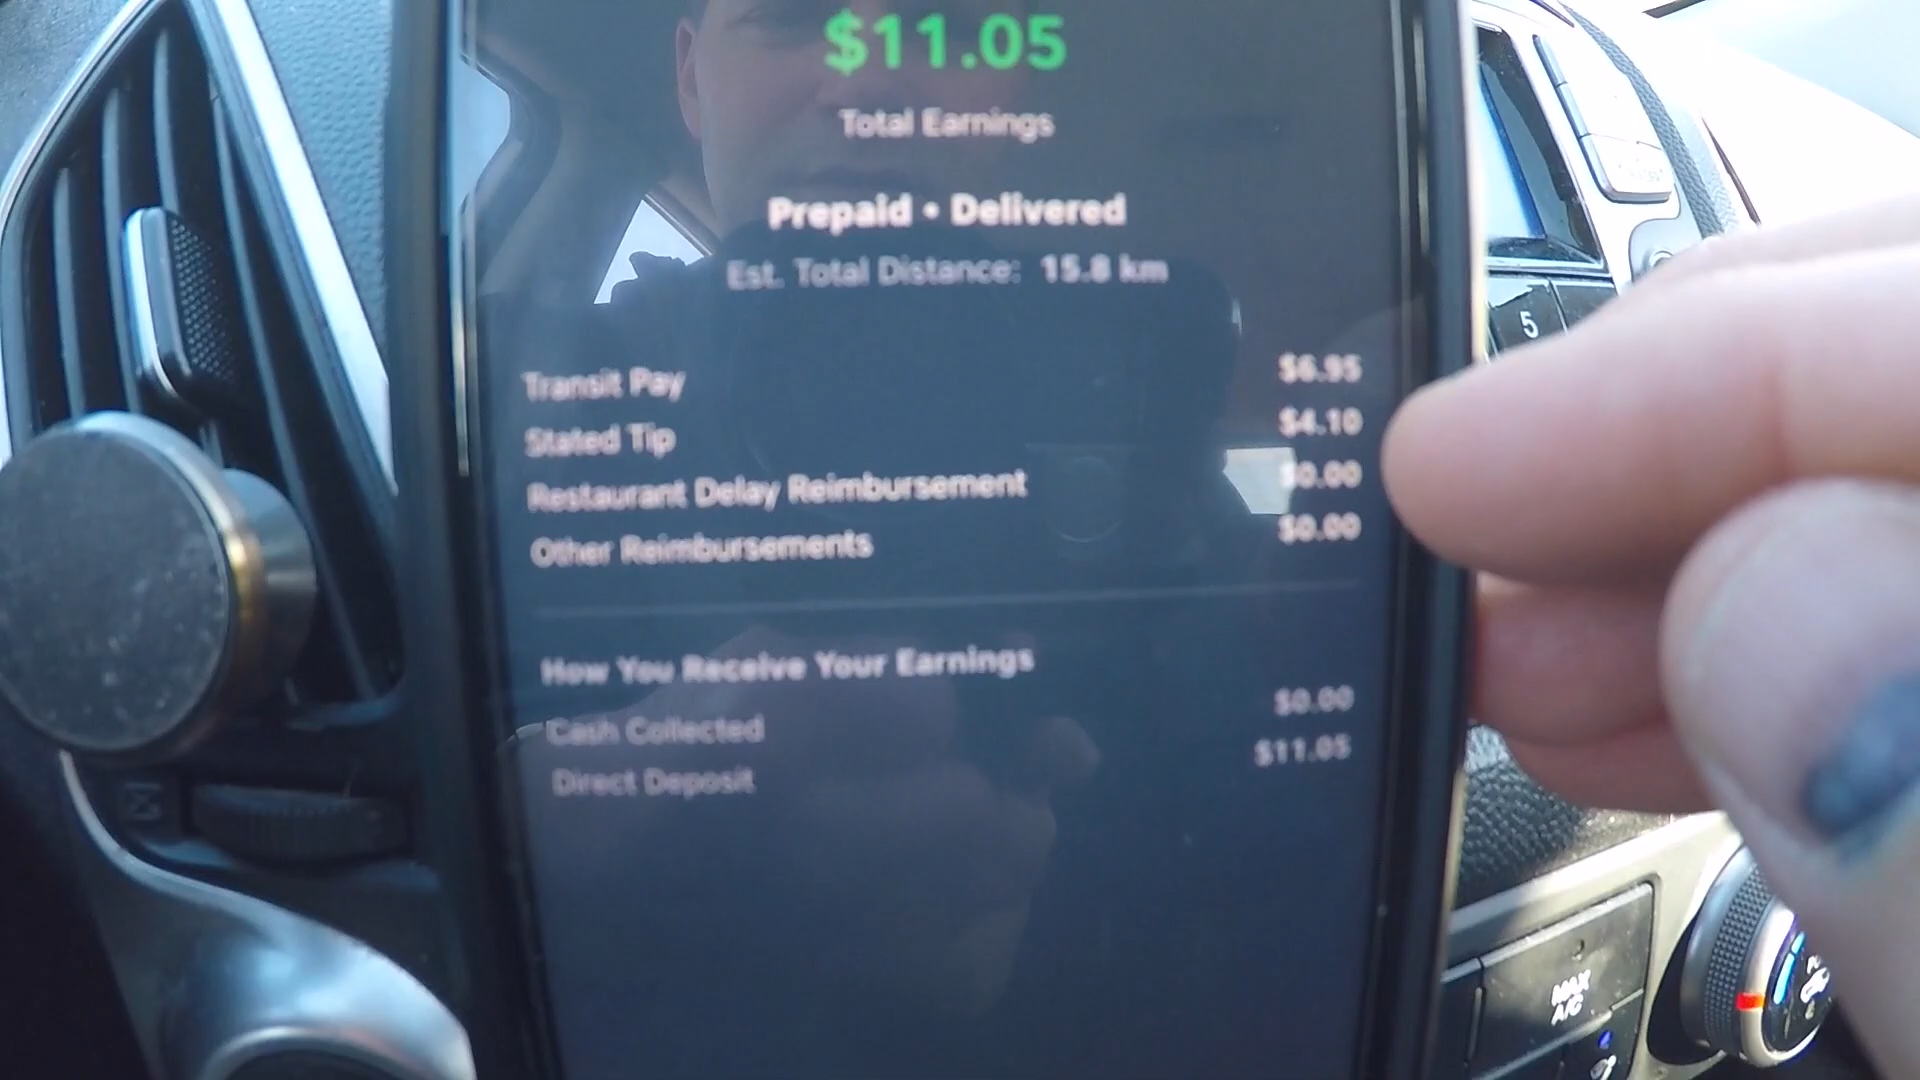 $11.05
Total Earnings
Prepaid • Delivered
Est. Total Distance: 15.8 km
Transit Pay $6.95
Stated Tip $4.10
Restaurant Delay Reimbursement $0.00
Other Reimbursements $0.00
How You Receive Your Earnings
Cash Collected $0.00
Direct Deposit $11.05
5
MAX
A/C